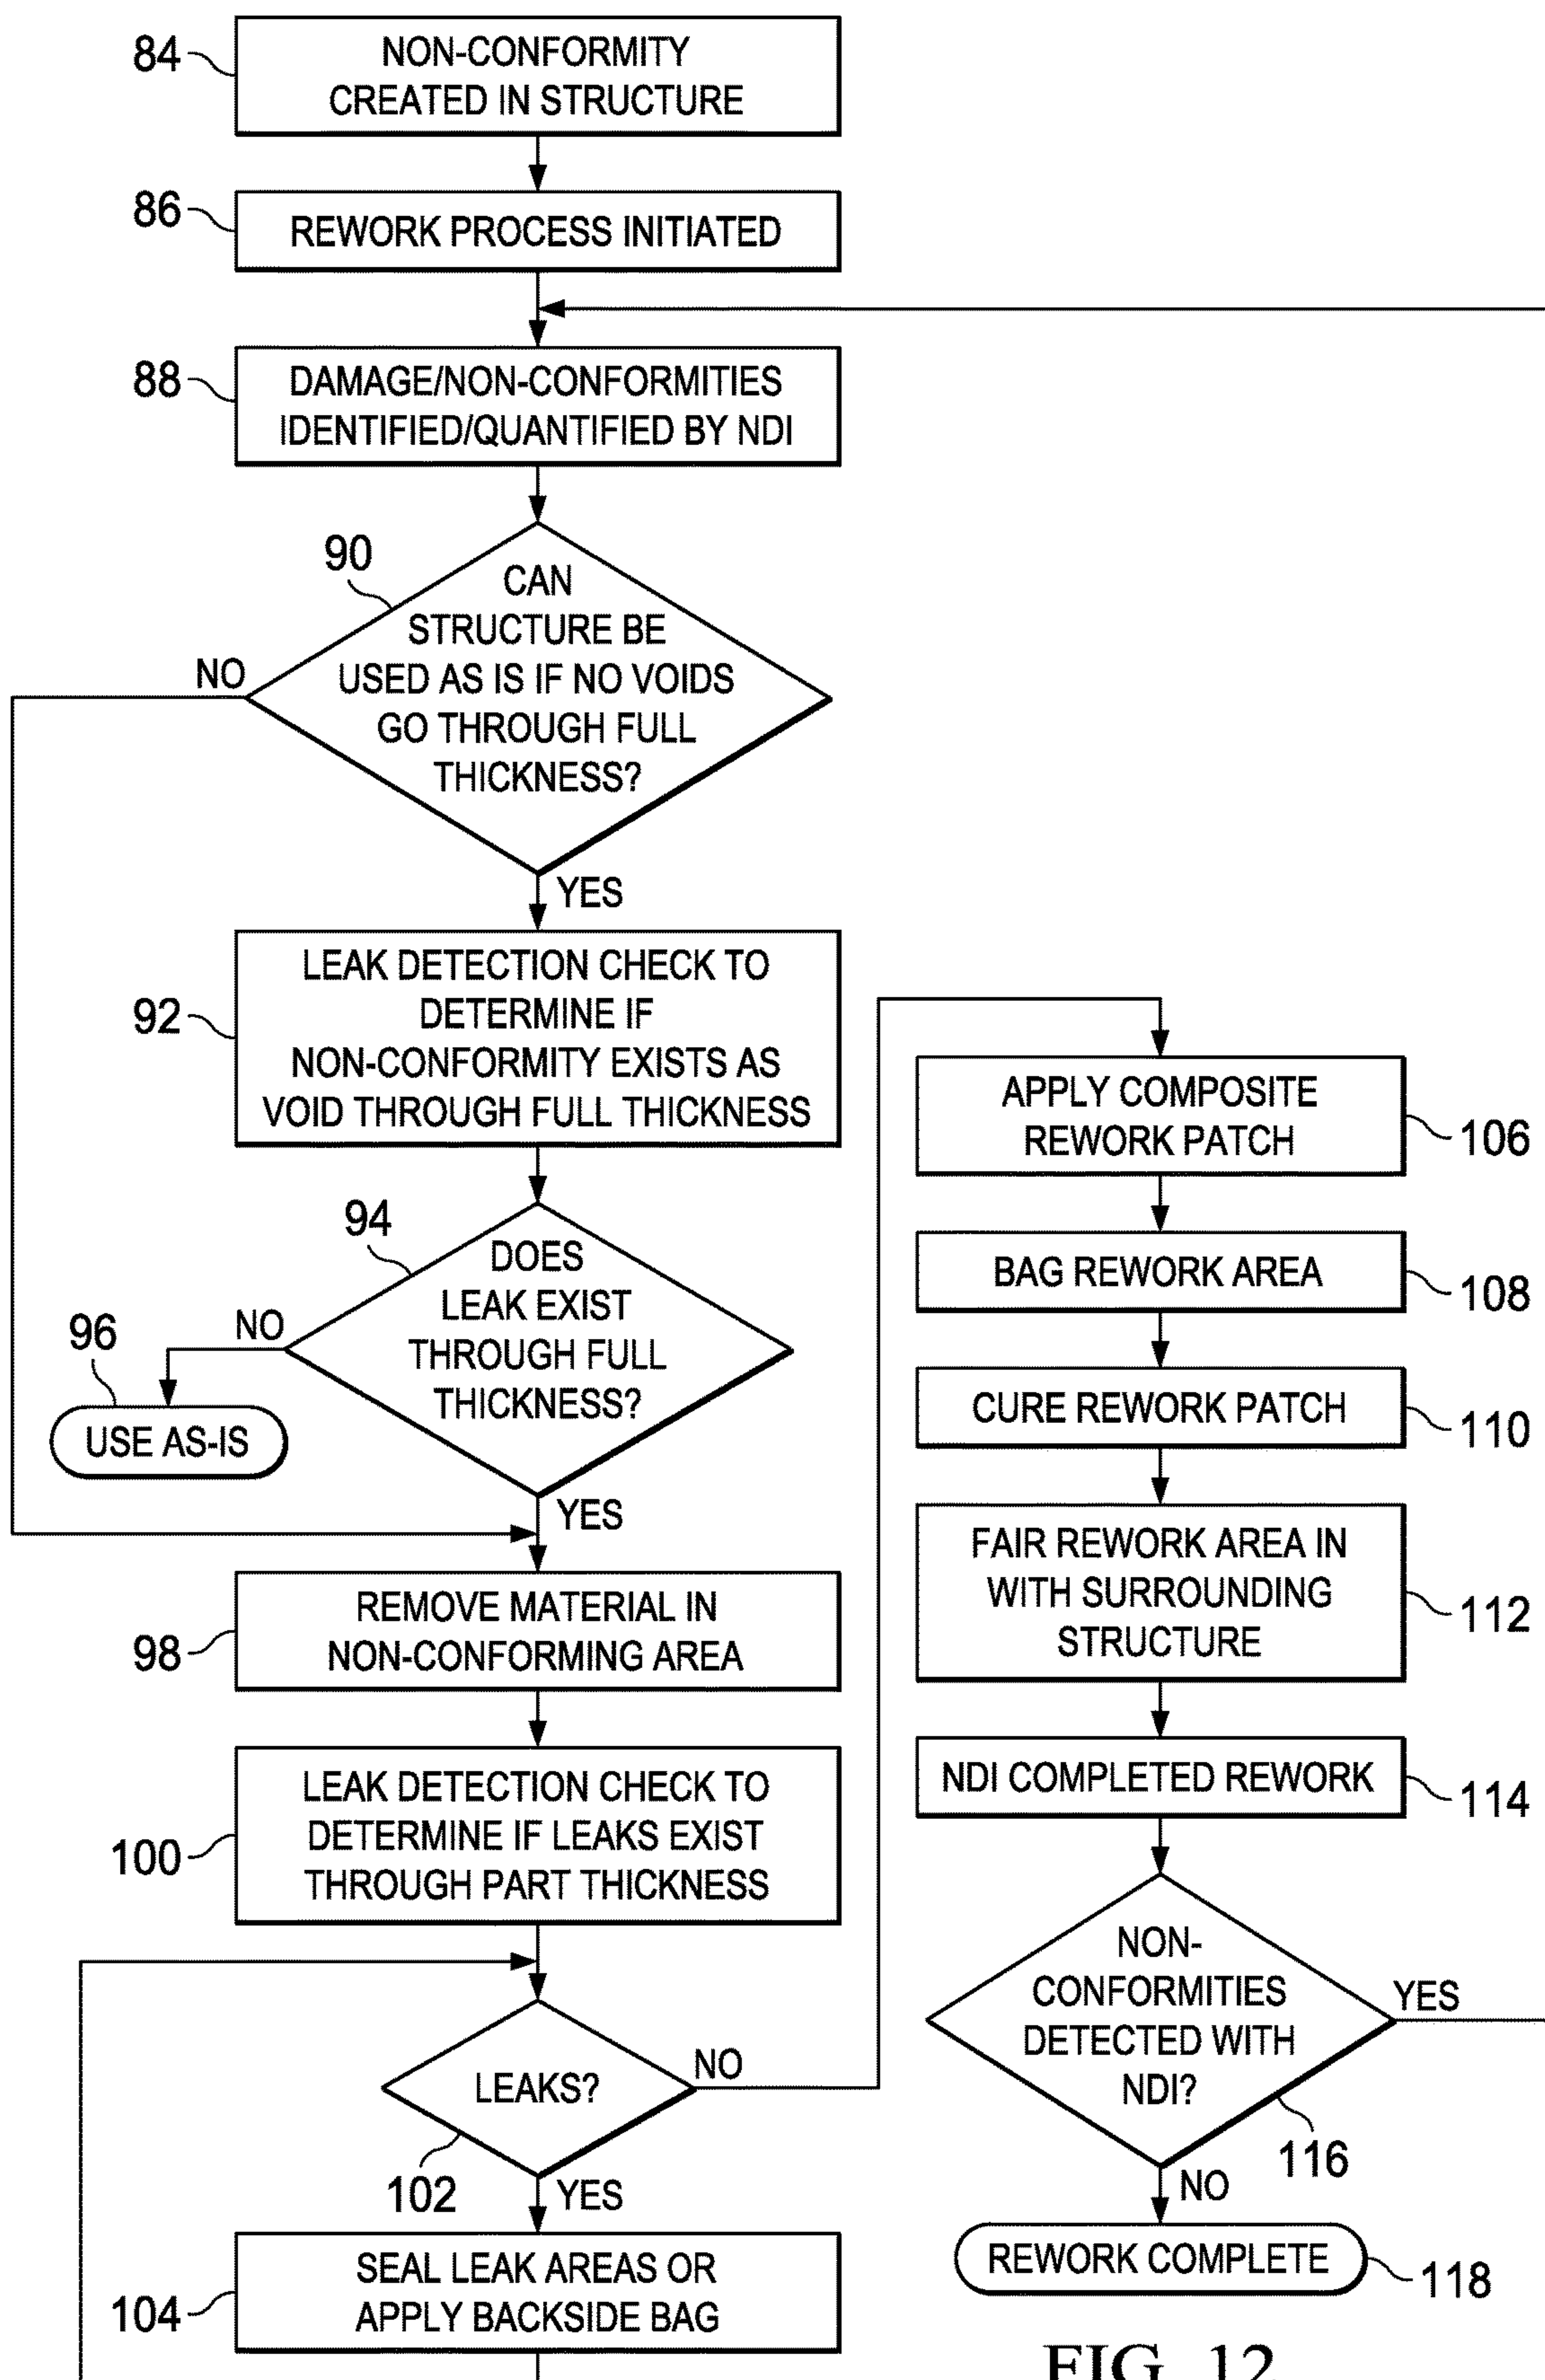 84
NON-CONFORMITY
CREATED IN STRUCTURE
86
REWORK PROCESS INITIATED
88
DAMAGE/NON-CONFORMITIES
IDENTIFIED/QUANTIFIED BY NDI
90
CAN
STRUCTURE BE
USED AS IS IF NO VOIDS
GO THROUGH FULL
THICKNESS?
NO
YES
92
LEAK DETECTION CHECK TO
DETERMINE IF
NON-CONFORMITY EXISTS AS
VOID THROUGH FULL THICKNESS
94
DOES
LEAK EXIST
THROUGH FULL
THICKNESS?
NO
96
USE AS-IS
YES
98
REMOVE MATERIAL IN
NON-CONFORMING AREA
100
LEAK DETECTION CHECK TO
DETERMINE IF LEAKS EXIST
THROUGH PART THICKNESS
LEAKS?
NO
102
YES
104
SEAL LEAK AREAS OR
APPLY BACKSIDE BAG
APPLY COMPOSITE
REWORK PATCH
106
BAG REWORK AREA
108
CURE REWORK PATCH
110
FAIR REWORK AREA IN
WITH SURROUNDING
STRUCTURE
112
NDI COMPLETED REWORK
114
NON-
CONFORMITIES
DETECTED WITH
NDI?
YES
116
NO
REWORK COMPLETE
118
FIG. 12